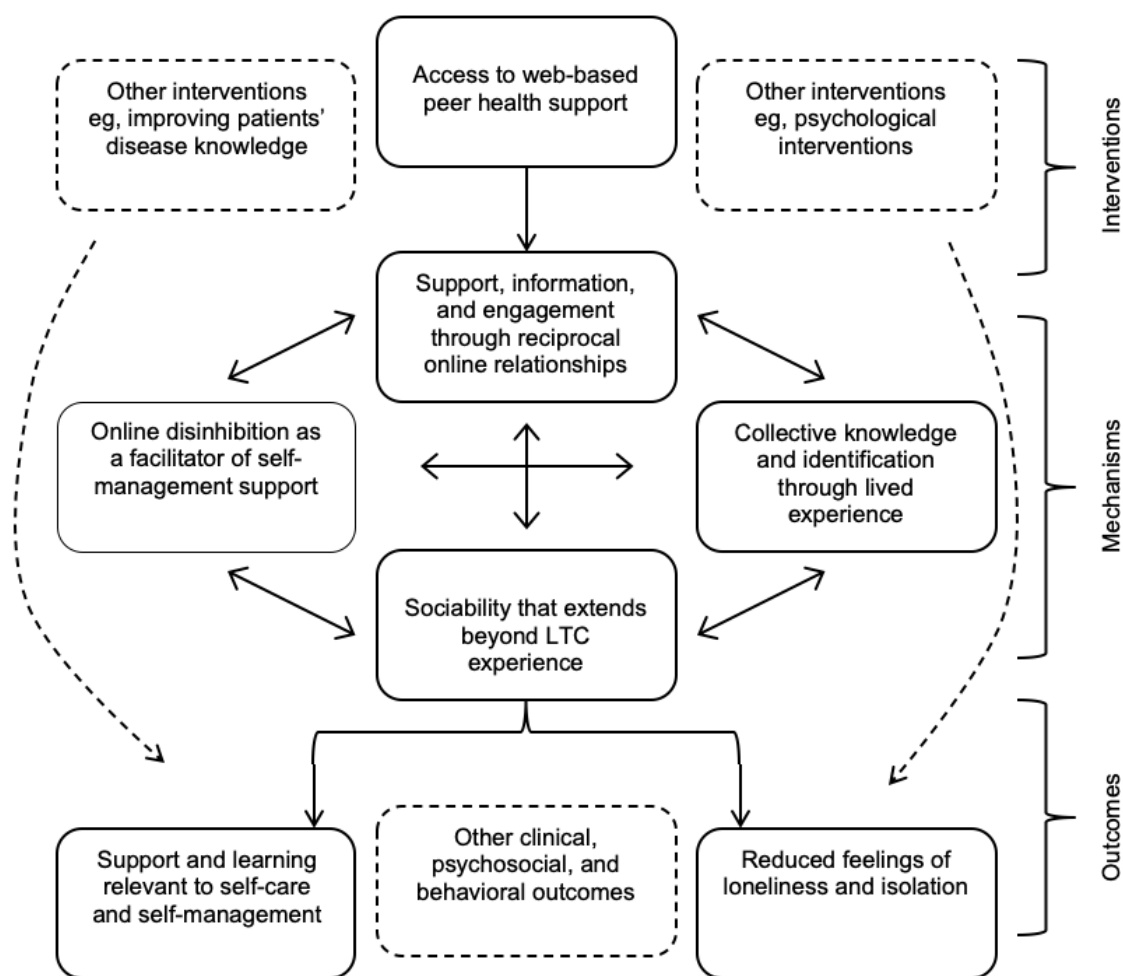 Other interventions
eg, improving patients'
disease knowledge
Access to web-based
peer health support
Other interventions
eg, psychological
interventions
Interventions
Support, information,
and engagement
through reciprocal
online relationships
Online disinhibition as
a facilitator of self-
management support
Collective knowledge
and identification
through lived
experience
Mechanisms
Sociability that extends
beyond LTC
experience
Support and learning
relevant to self-care
and self-management
Other clinical,
psychosocial, and
behavioral outcomes
Reduced feelings of
loneliness and isolation
Outcomes